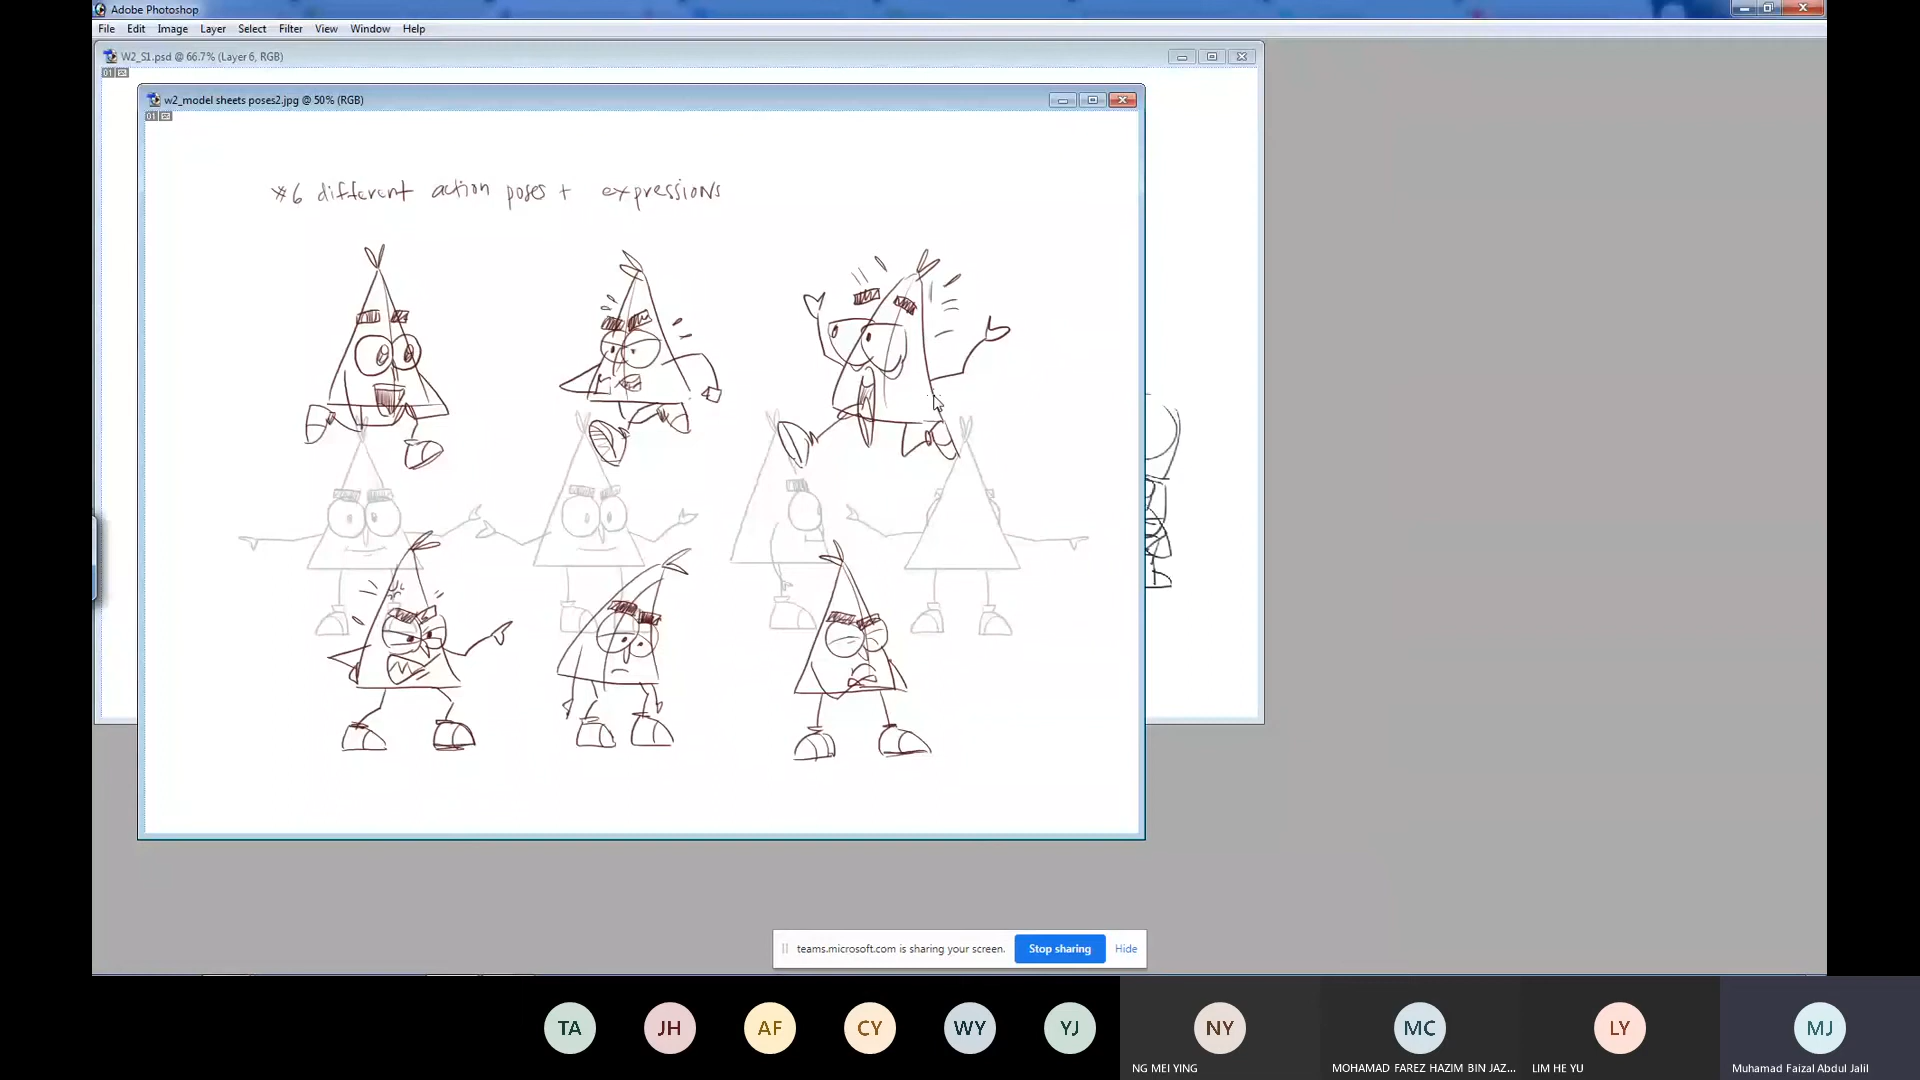 Adobe Photoshop
File Edit Image Layer Select Filter View Window Help
W2_S1.psd @ 66.7% (Layer 6, RGB)
01
w2_model sheets poses2.jpg @ 50% (RGB)
01
*6 different action poses + expressions
teams.microsoft.com is sharing your screen. Stop sharing Hide
TA JH AF CY WY YJ NY MC LY MJ
NG MEI YING MOHAMAD FAREZ HAZIM BIN JAZ... LIM HE YU Muhamad Faizal Abdul Jalil